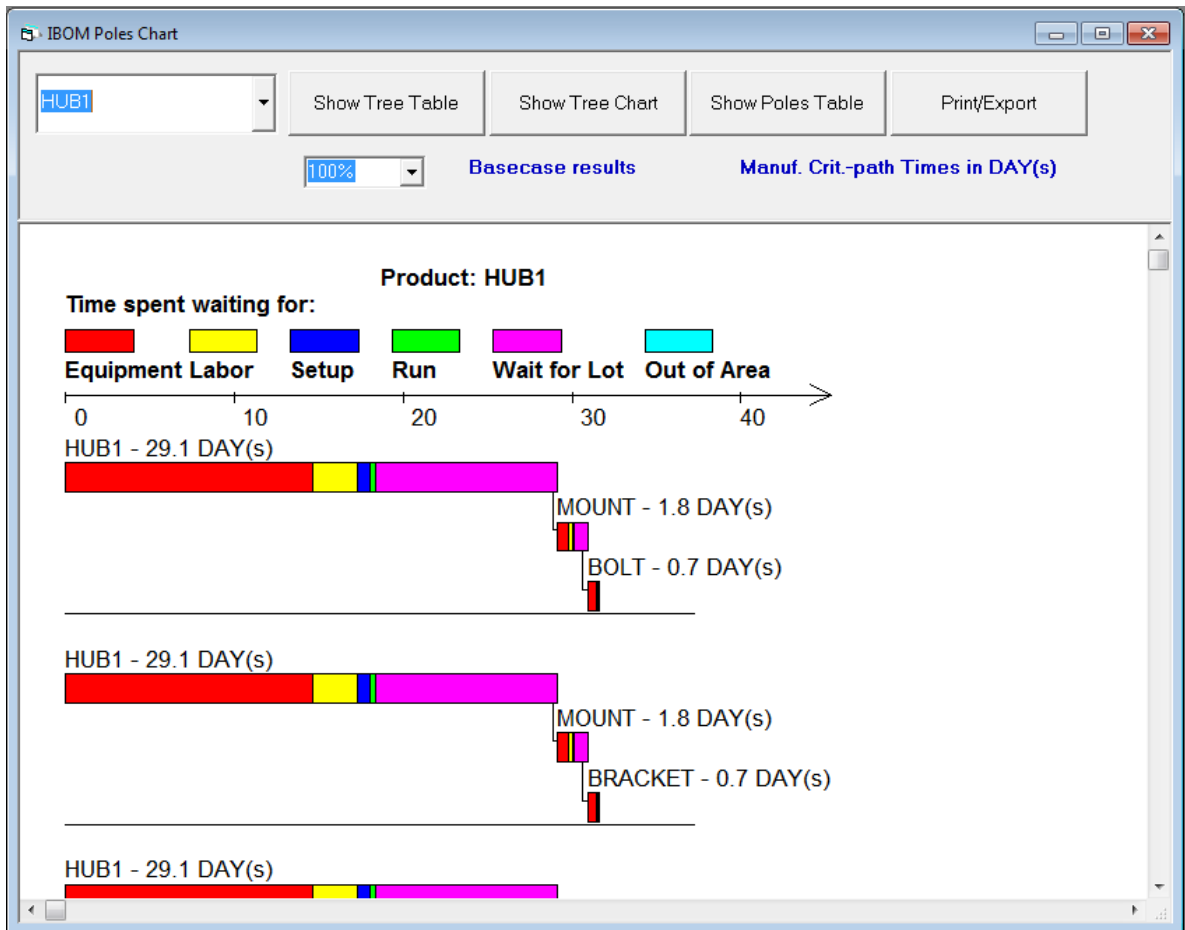 IBOM Poles Chart
HUB1 Show Tree Table Show Tree Chart Show Poles Table Print/Export
100% Basecase results Manuf. Crit.-path Times in DAY(s)
Product: HUB1
Time spent waiting for:
Equipment Labor Setup Run Wait for Lot Out of Area
0 10 20 30 40
HUB1 - 29.1 DAY(s)
MOUNT - 1.8 DAY(s)
BOLT - 0.7 DAY(s)
HUB1 - 29.1 DAY(s)
MOUNT - 1.8 DAY(s)
BRACKET - 0.7 DAY(s)
HUB1 - 29.1 DAY(s)